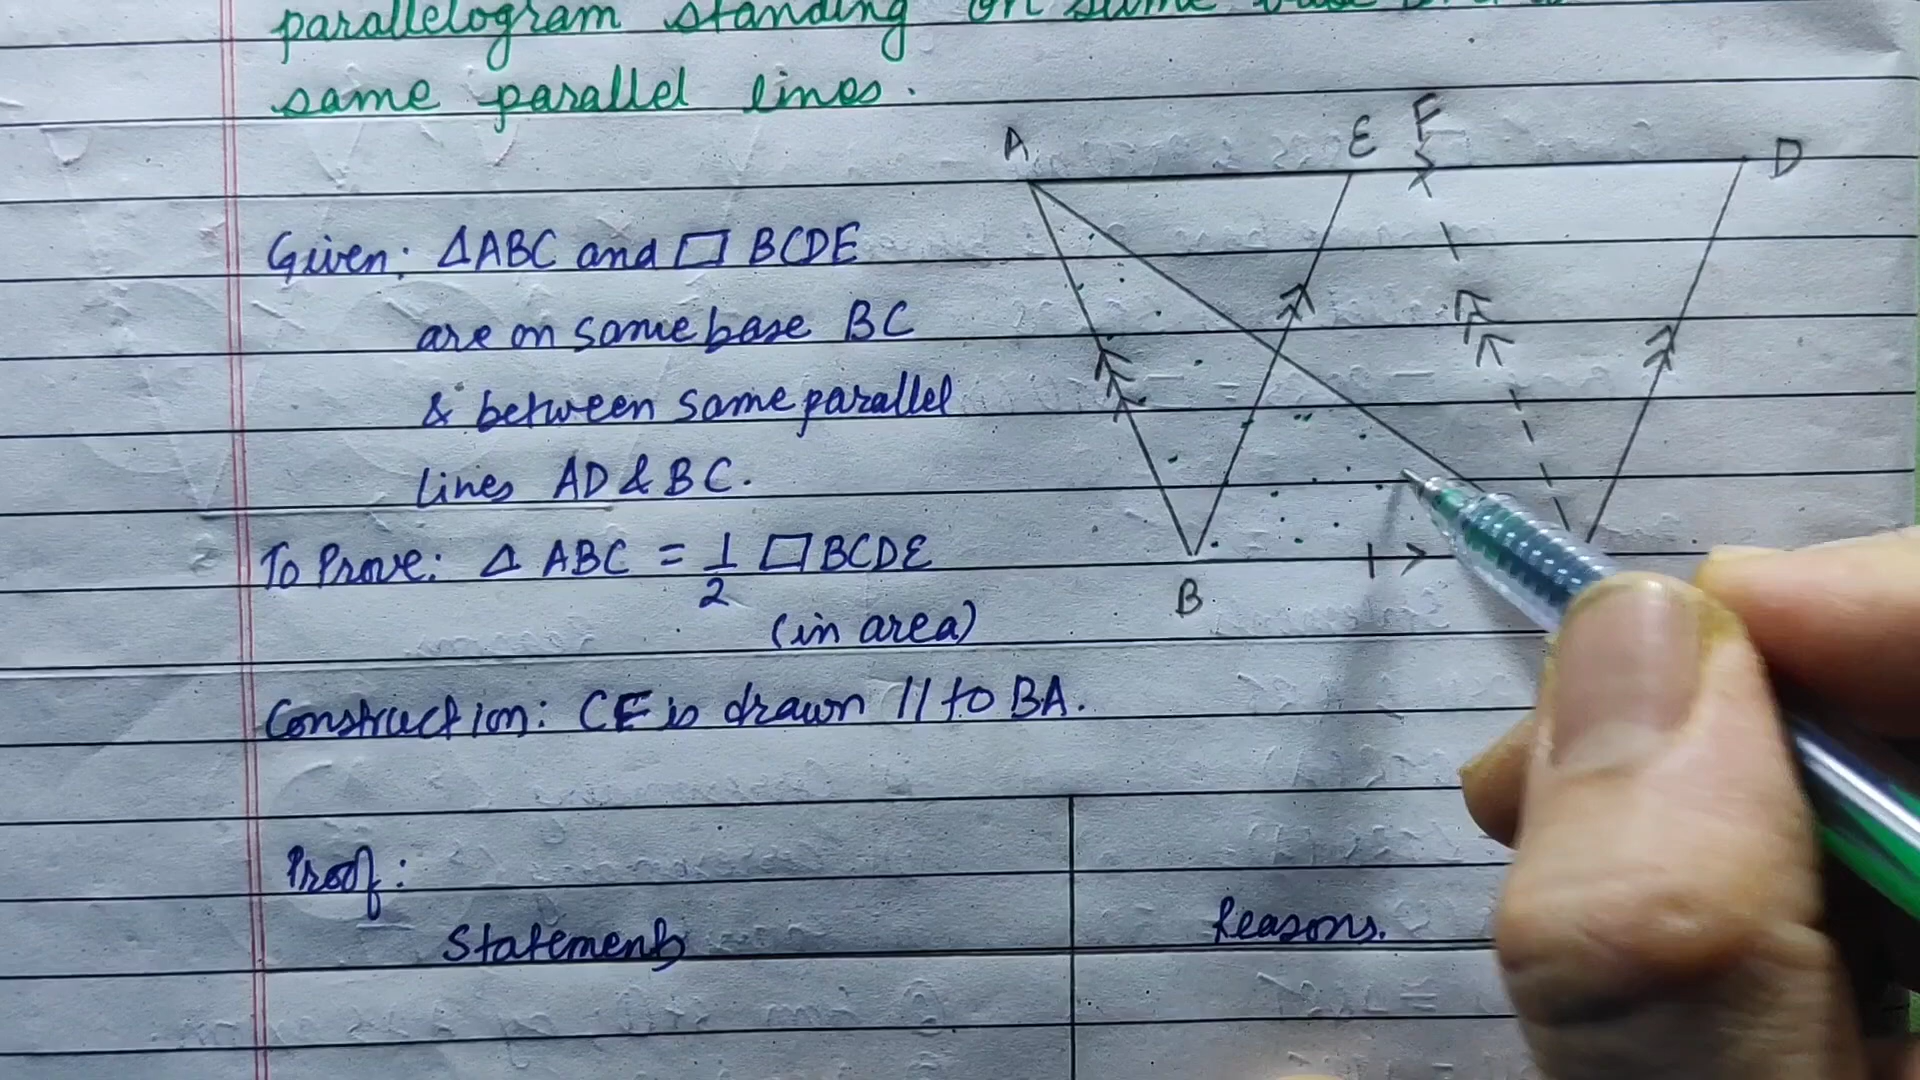 parallelogram standing on same
same parallel lines.
A
E
F
D
Given: ΔABC and ▱ BCDE
are on same base BC
& between same parallel
lines AD & BC.
To Prove: Δ ABC = 1/2 ▱ BCDE
(in area)
B
Construction: CF is drawn // to BA.
Proof:
Statements
Reasons.